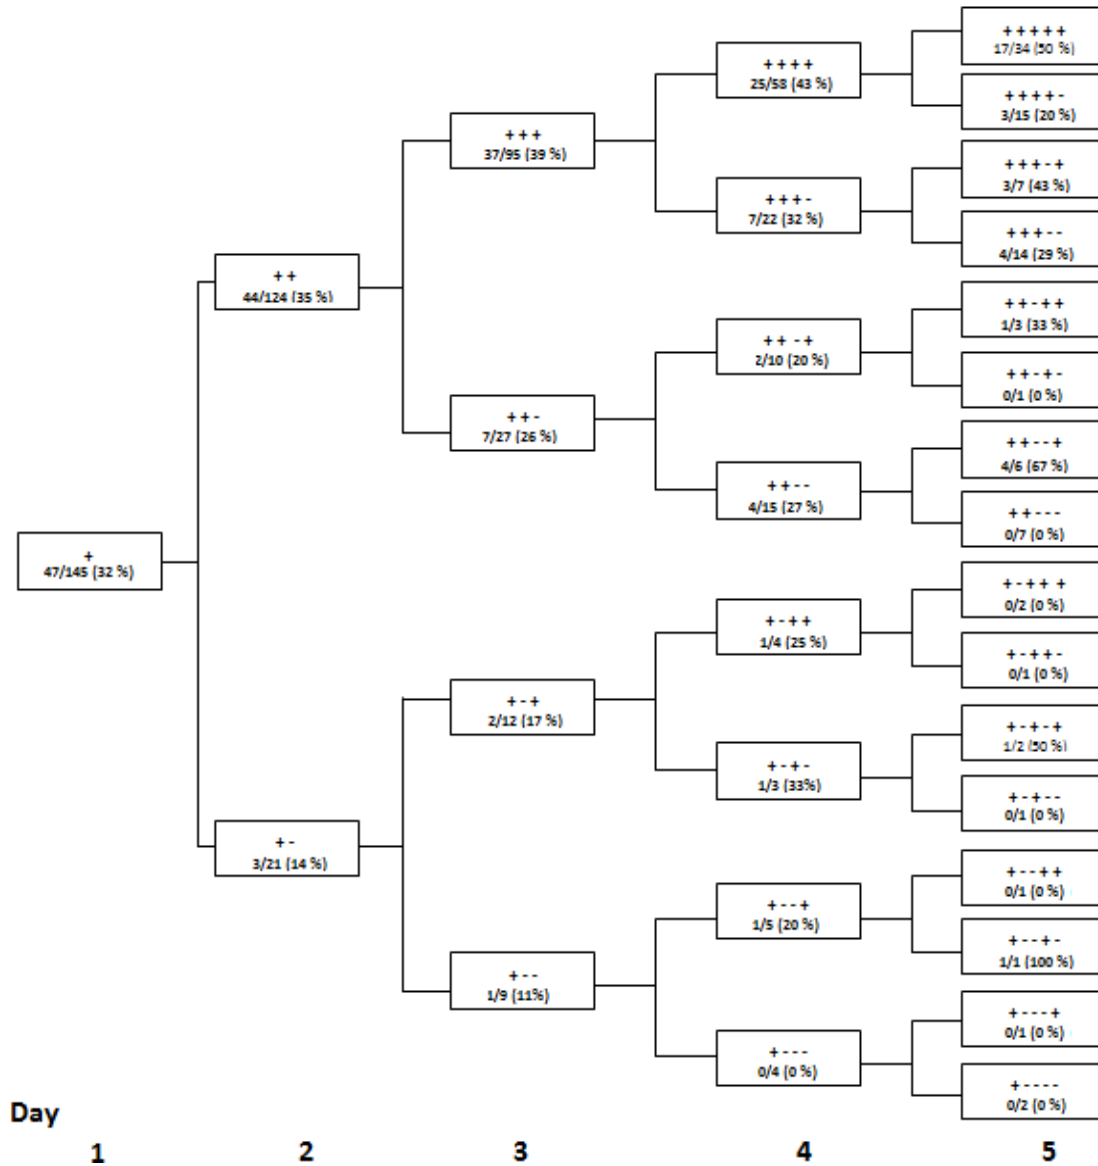 +
47/145 (32 %)
+ +
44/124 (35 %)
+ -
3/21 (14 %)
+ + +
37/95 (39 %)
+ + -
7/27 (26 %)
+ - +
2/12 (17 %)
+ - -
1/9 (11%)
+ + + +
25/58 (43 %)
+ + + -
7/22 (32 %)
+ + - +
2/10 (20 %)
+ + - -
4/15 (27 %)
+ - + +
1/4 (25 %)
+ - + -
1/3 (33%)
+ - - +
1/5 (20 %)
+ - - -
0/4 (0 %)
+ + + + +
17/34 (50 %)
+ + + + -
3/15 (20 %)
+ + + - +
3/7 (43 %)
+ + + - -
4/14 (29 %)
+ + - + +
1/3 (33 %)
+ + - + -
0/1 (0 %)
+ + - - +
4/6 (67 %)
+ + - - -
0/7 (0 %)
+ - + + +
0/2 (0 %)
+ - + + -
0/1 (0 %)
+ - + - +
1/2 (50 %)
+ - + - -
0/1 (0 %)
+ - - + +
0/1 (0 %)
+ - - + -
1/1 (100 %)
+ - - - +
0/1 (0 %)
+ - - - -
0/2 (0 %)
Day
1 2 3 4 5